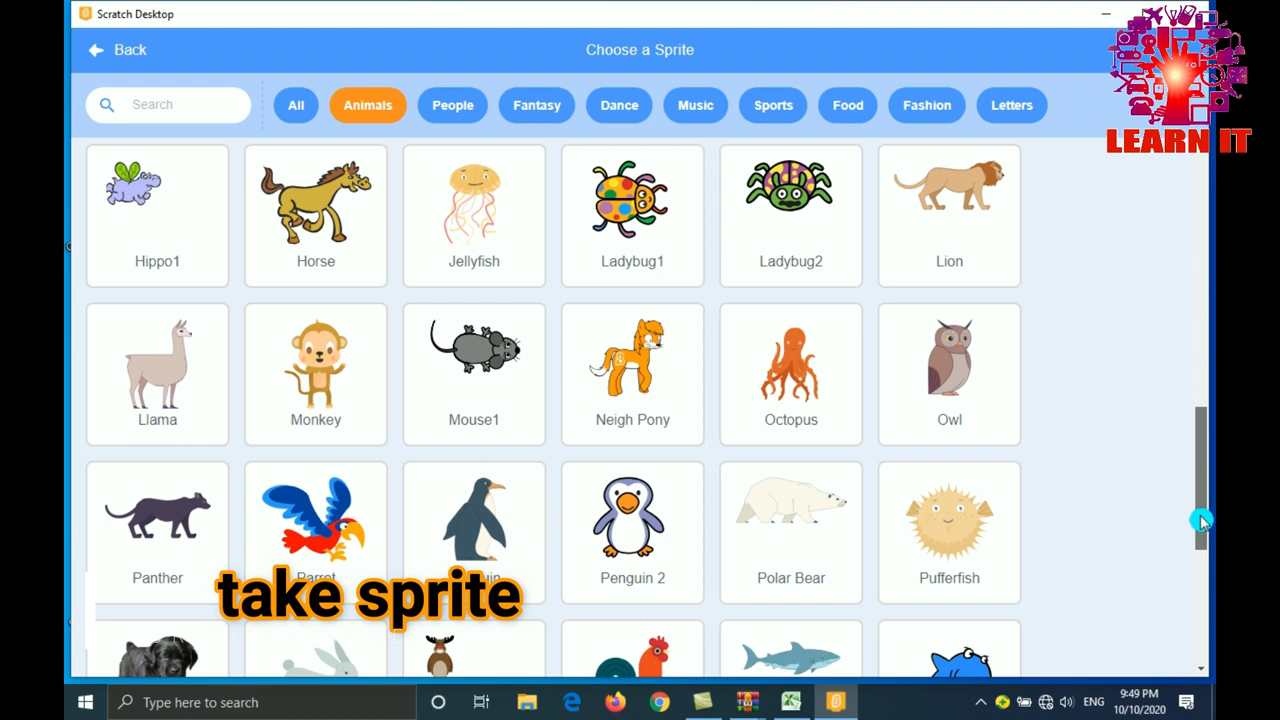 Scratch Desktop
Back
Choose a Sprite
Search
All
Animals
People
Fantasy
Dance
Music
Sports
Food
Fashion
Letters
LEARN IT
Hippo1
Horse
Jellyfish
Ladybug1
Ladybug2
Lion
Llama
Monkey
Mouse1
Neigh Pony
Octopus
Owl
Panther
Parrot
Penguin 2
Polar Bear
Pufferfish
take sprite
Type here to search
ENG
9:49 PM
10/10/2020